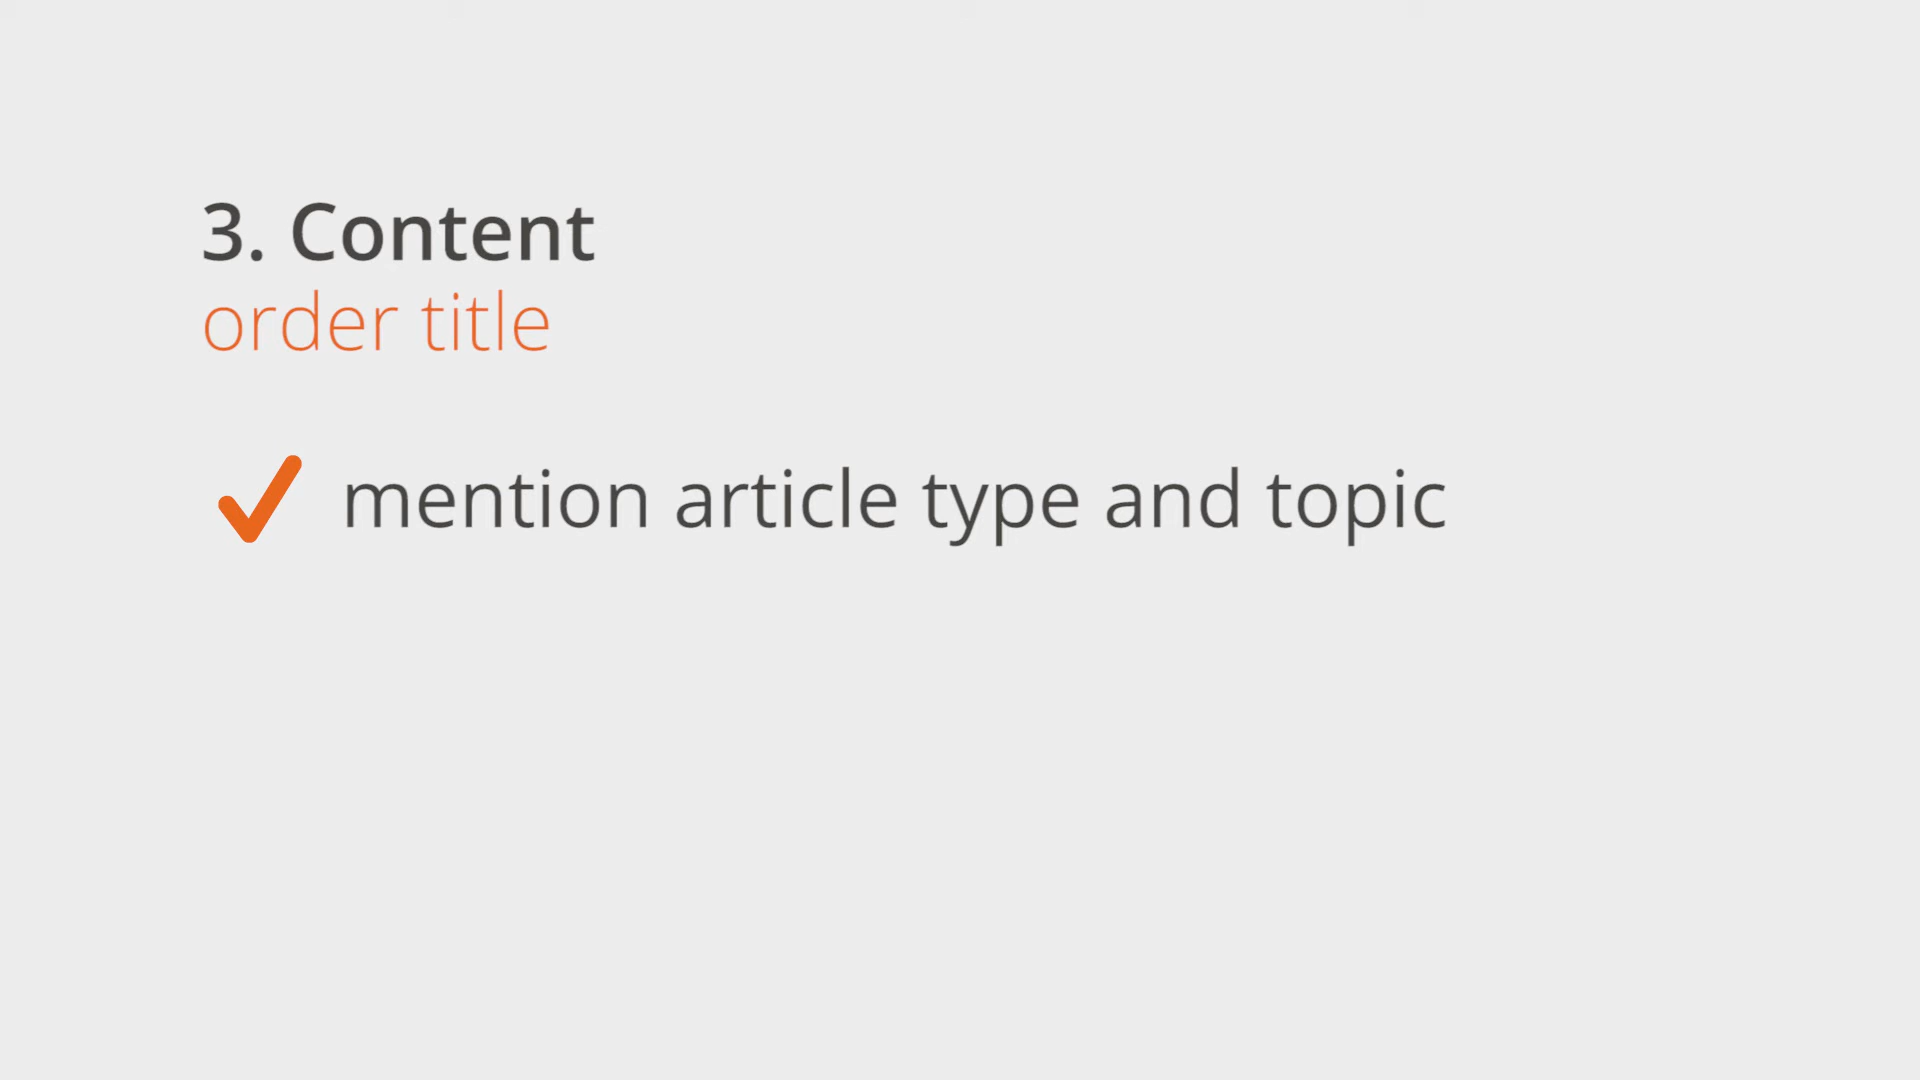 3. Content
order title
mention article type and topic